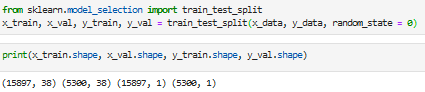 from sklearn.model_selection import train_test_split
x_train, x_val, y_train, y_val = train_test_split(x_data, y_data, random_state = 0)
print(x_train.shape, x_val.shape, y_train.shape, y_val.shape)
(15897, 38) (5300, 38) (15897, 1) (5300, 1)